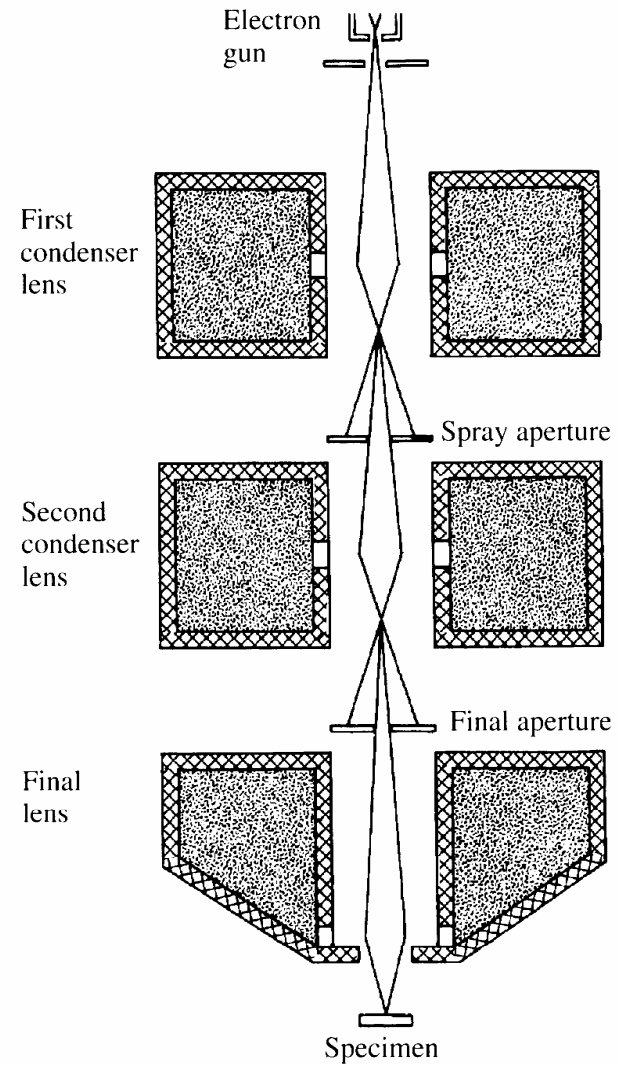 Electron
gun
First
condenser
lens
Spray aperture
Second
condenser
lens
Final aperture
Final
lens
Specimen